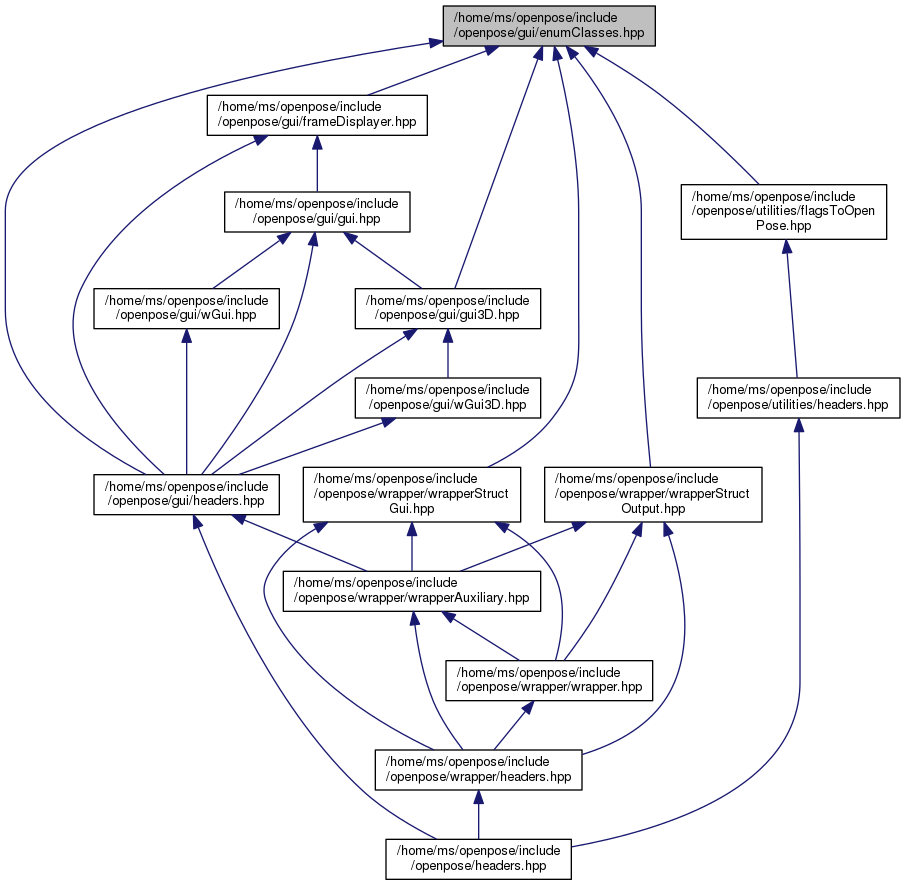 /home/ms/openpose/include
/openpose/gui/enumClasses.hpp
/home/ms/openpose/include
/openpose/gui/frameDisplayer.hpp
/home/ms/openpose/include
/openpose/gui/gui.hpp
/home/ms/openpose/include
/openpose/utilities/flagsToOpen
Pose.hpp
/home/ms/openpose/include
/openpose/gui/wGui.hpp
/home/ms/openpose/include
/openpose/gui/gui3D.hpp
/home/ms/openpose/include
/openpose/gui/wGui3D.hpp
/home/ms/openpose/include
/openpose/utilities/headers.hpp
/home/ms/openpose/include
/openpose/gui/headers.hpp
/home/ms/openpose/include
/openpose/wrapper/wrapperStruct
Gui.hpp
/home/ms/openpose/include
/openpose/wrapper/wrapperStruct
Output.hpp
/home/ms/openpose/include
/openpose/wrapper/wrapperAuxiliary.hpp
/home/ms/openpose/include
/openpose/wrapper/wrapper.hpp
/home/ms/openpose/include
/openpose/wrapper/headers.hpp
/home/ms/openpose/include
/openpose/headers.hpp